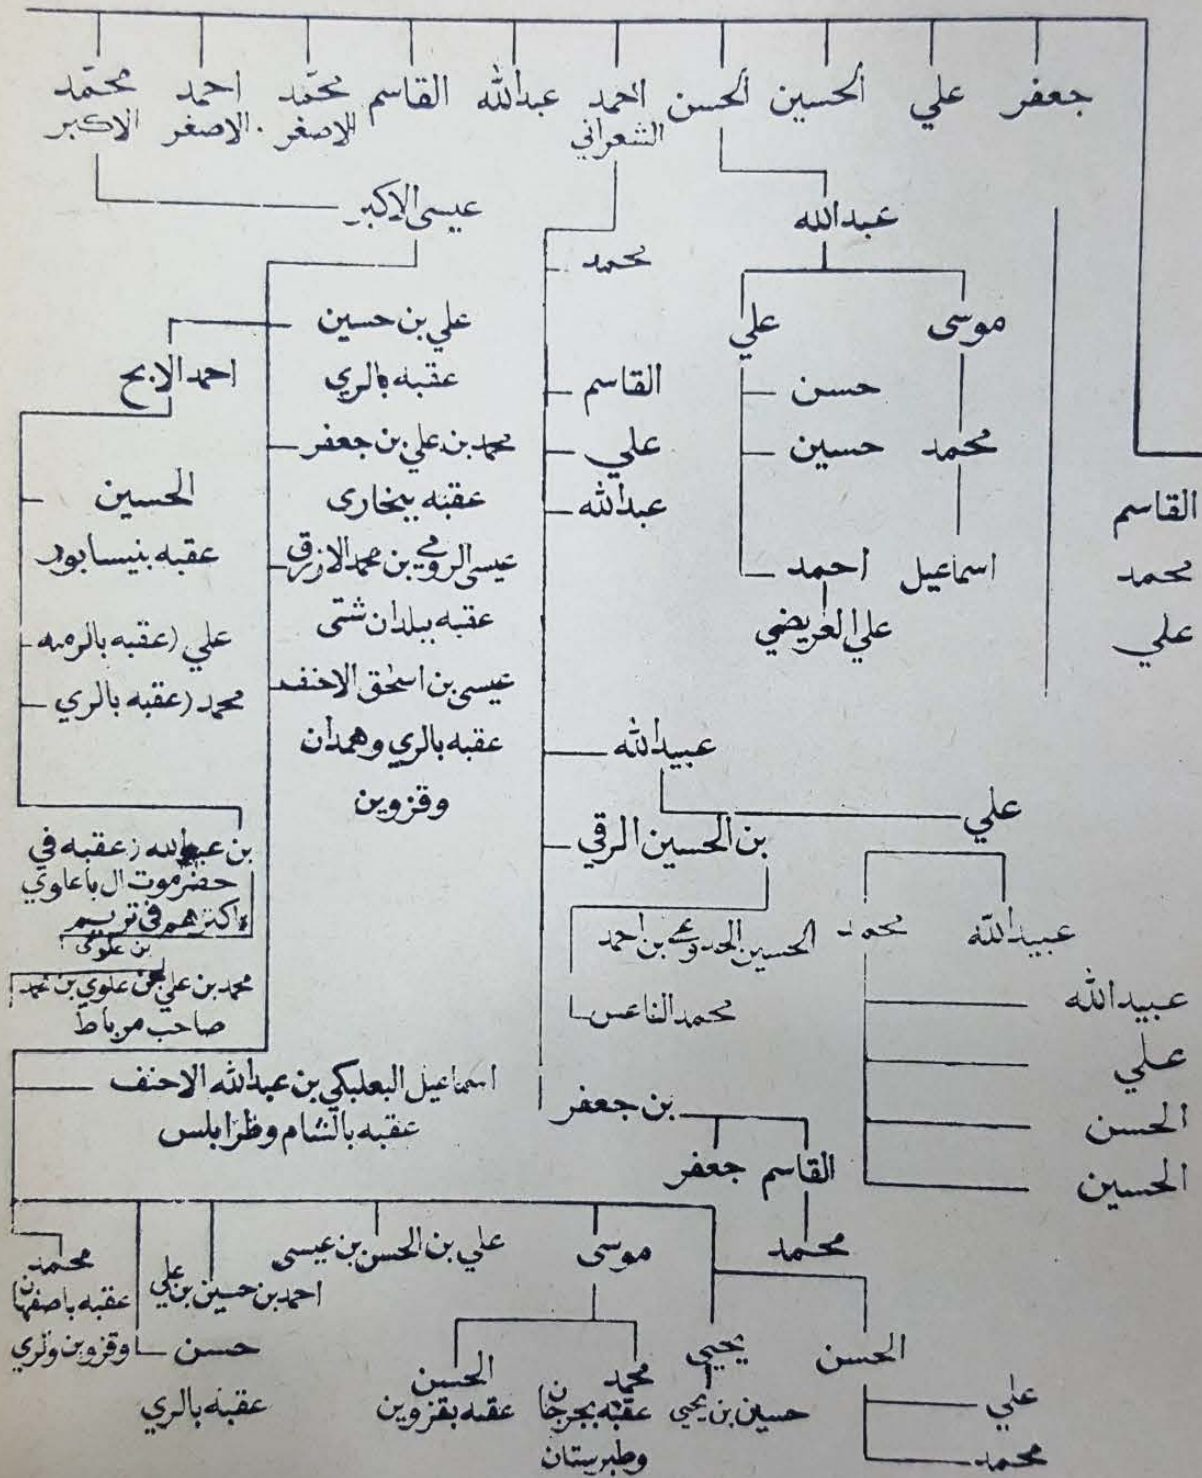 جعفر
علي
الحسين
الحسن
احمد
الشعراني
عبدالله
القاسم
محمد
الاصغر
احمد
الاصغر
محمد
الاكبر
عيسى الاكبر
عبدالله
محمد
موسى
علي
علي بن حسين
عقبه بالري
احمد الابح
القاسم
حسن
محمد
حسين
علي
محمد بن علي بن جعفر
عقبه ببخارى
الحسين
عقبه بنيسابور
عبدالله
القاسم
محمد
علي
اسماعيل
احمد
علي العريضي
عيسى الرومي بن محمد الازرق
عقبه ببلدان شتى
علي (عقبه بالرمه
محمد (عقبه بالري
عيسى بن اسحق الاحنف
عقبه بالري وهمدان
وقزوين
عبيدالله
علي
بن الحسين الرقي
بن عبدالله (عقبه في
حضرموت ال باعلوي
واكثرهم في تريم
بن علوي
محمد بن علي بن علوي بن محمد
صاحب مرباط
عبيدالله
محمد
الحسين الجدوعي بن احمد
محمد
عبيدالله
علي
الحسن
الحسين
اسماعيل البعلبكي بن عبدالله الاحنف
عقبه بالشام وطرابلس
بن جعفر
القاسم
جعفر
محمد
موسى
علي بن الحسن بن عيسى
احمد بن حسين بن علي
محمد
عقبه باصفهان
وقزوين وري
حسن
عقبه بالري
الحسن
يحيى
حسين بن يحيى
محمد
عقبه بجرجان
وطبرستان
الحسن
عقبه بقزوين
علي
محمد